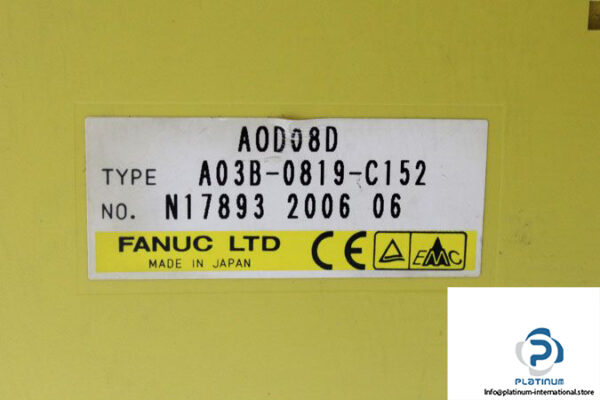 AOD08D
TYPE A03B-0819-C152
NO. N17893 2006 06
FANUC LTD
MADE IN JAPAN
CE
EMC
PLATINUM
Info@platinum-international.store